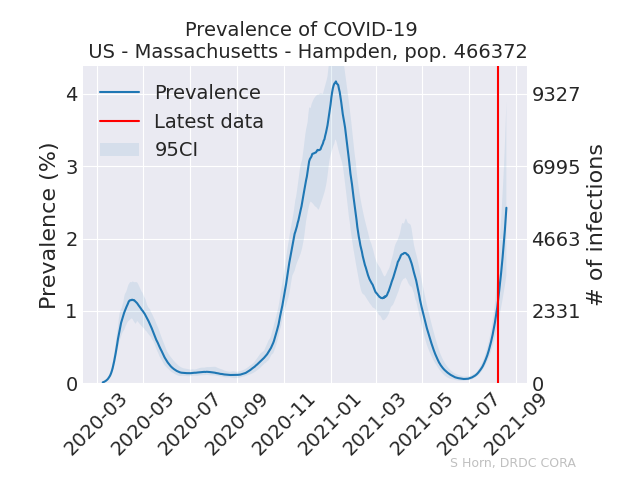 Prevalence of COVID-19
US - Massachusetts - Hampden, pop. 466372
Prevalence
Latest data
95CI
Prevalence (%)
4
3
2
1
0
9327
6995
4663
2331
0
# of infections
2020-03
2020-05
2020-07
2020-09
2020-11
2021-01
2021-03
2021-05
2021-07
2021-09
S Horn, DRDC CORA